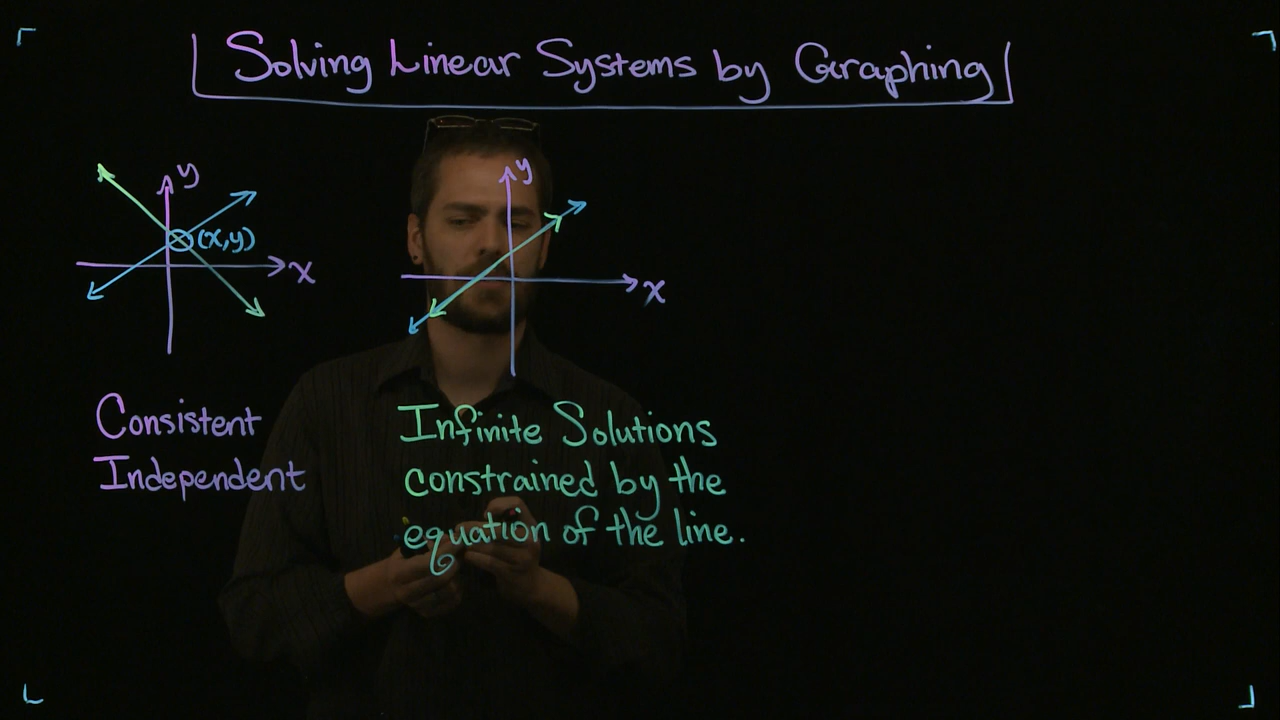 Solving Linear Systems by Graphing
y
(x,y)
x
y
x
Consistent
Independent
Infinite Solutions
constrained by the
equation of the line.